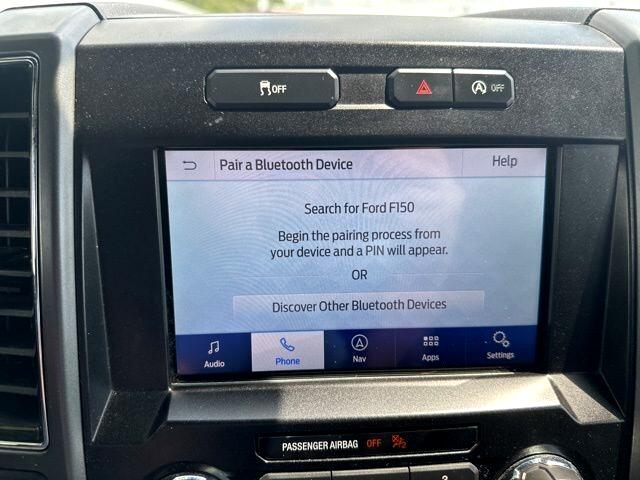 OFF
OFF
Pair a Bluetooth Device
Help
Search for Ford F150
Begin the pairing process from
your device and a PIN will appear.
OR
Discover Other Bluetooth Devices
Audio
Phone
Nav
Apps
Settings
PASSENGER AIRBAG OFF
2